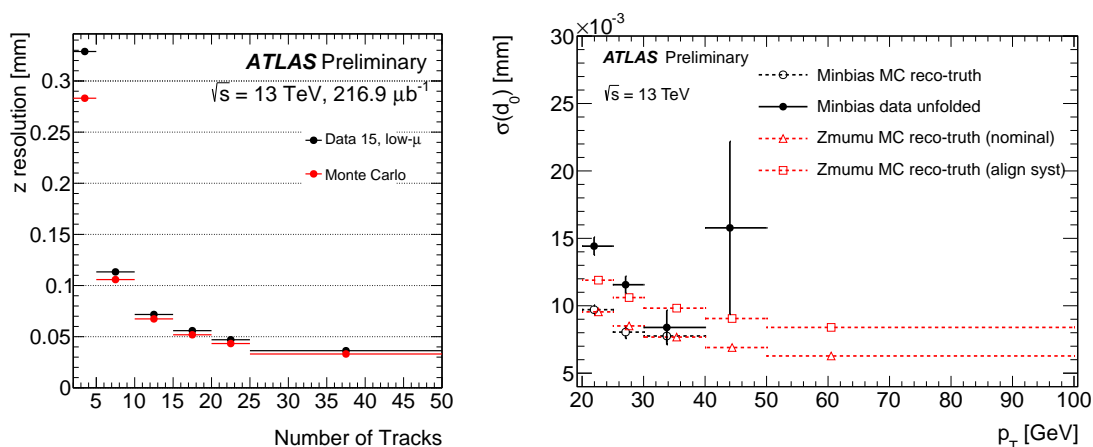 z resolution [mm]
0.3
0.25
0.2
0.15
0.1
0.05
0
ATLAS Preliminary
√s = 13 TeV, 216.9 μb⁻¹
Data 15, low-μ
Monte Carlo
5 10 15 20 25 30 35 40 45 50
Number of Tracks
×10⁻³
σ(d₀) [mm]
30
25
20
15
10
5
ATLAS Preliminary
√s = 13 TeV
Minbias MC reco-truth
Minbias data unfolded
Zmumu MC reco-truth (nominal)
Zmumu MC reco-truth (align syst)
20 30 40 50 60 70 80 90 100
p_T [GeV]